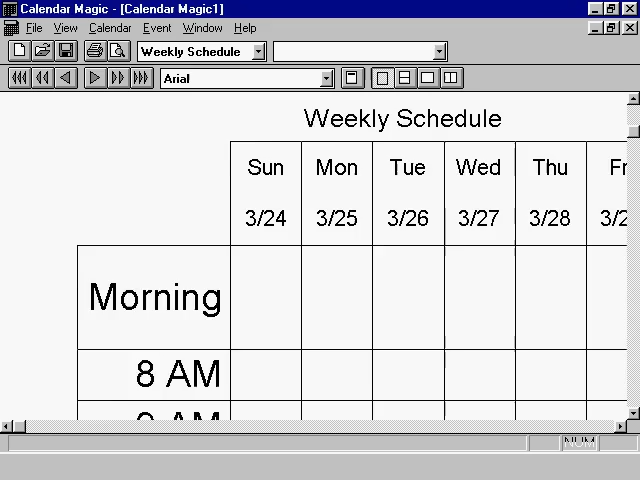 Calendar Magic - [Calendar Magic1]
File View Calendar Event Window Help
Weekly Schedule
Arial
Weekly Schedule
Sun Mon Tue Wed Thu
3/24 3/25 3/26 3/27 3/28
Morning
8 AM
NUM